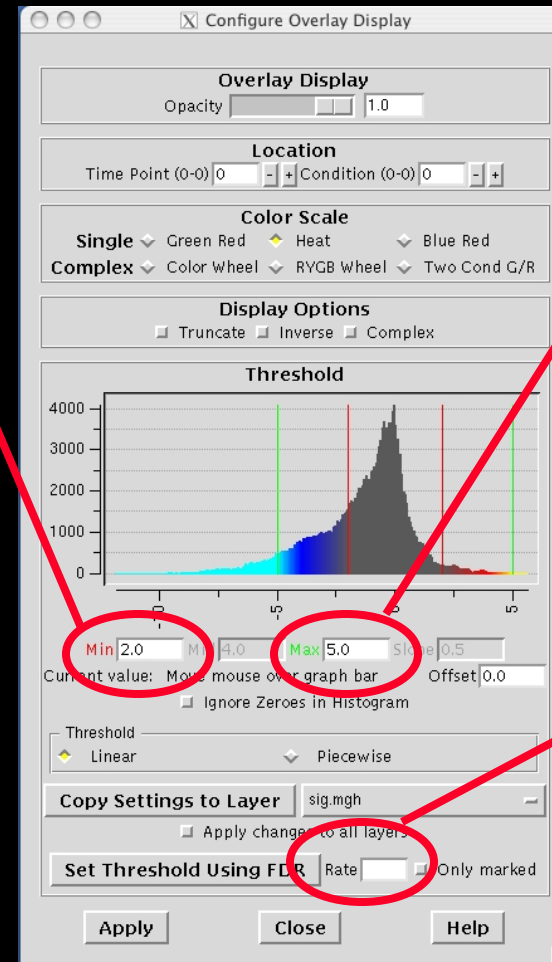 X Configure Overlay Display
Overlay Display
Opacity 1.0
Location
Time Point (0-0) 0 - + Condition (0-0) 0 - +
Color Scale
Single Green Red Heat Blue Red
Complex Color Wheel RYGB Wheel Two Cond G/R
Display Options
Truncate Inverse Complex
Threshold
4000
3000
2000
1000
0
-5 5
Min 2.0 4.0 Max 5.0 Slope 0.5
Current value: Move mouse over graph bar Offset 0.0
Ignore Zeroes in Histogram
Threshold
Linear Piecewise
Copy Settings to Layer sig.mgh
Apply changes to all layers
Set Threshold Using FDR Rate Only marked
Apply Close Help